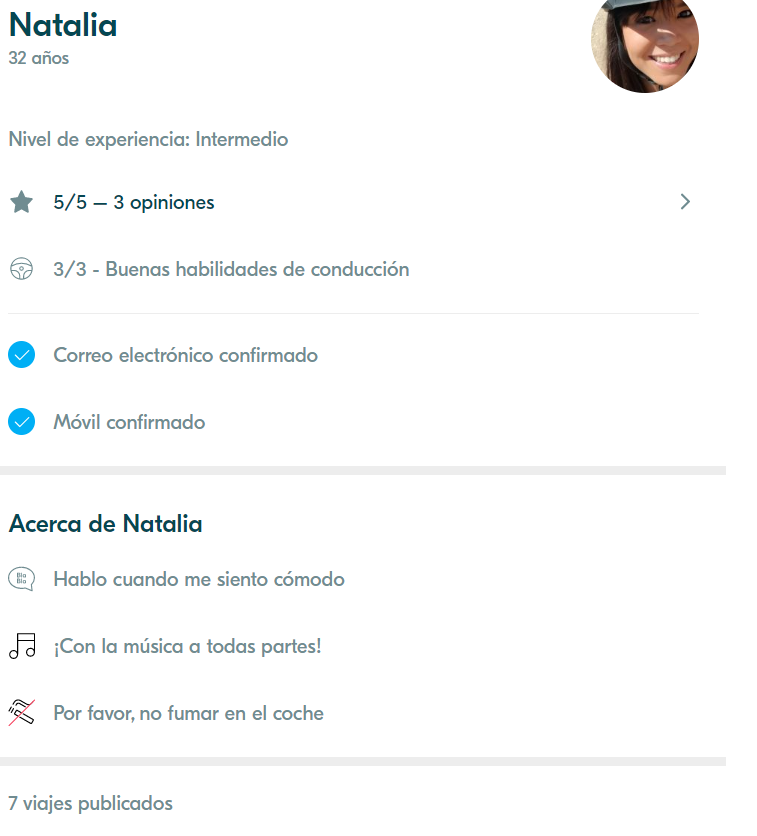 Natalia
32 años
Nivel de experiencia: Intermedio
5/5 – 3 opiniones
3/3 - Buenas habilidades de conducción
Correo electrónico confirmado
Móvil confirmado
Acerca de Natalia
Bla
Bla
Hablo cuando me siento cómodo
¡Con la música a todas partes!
Por favor, no fumar en el coche
7 viajes publicados